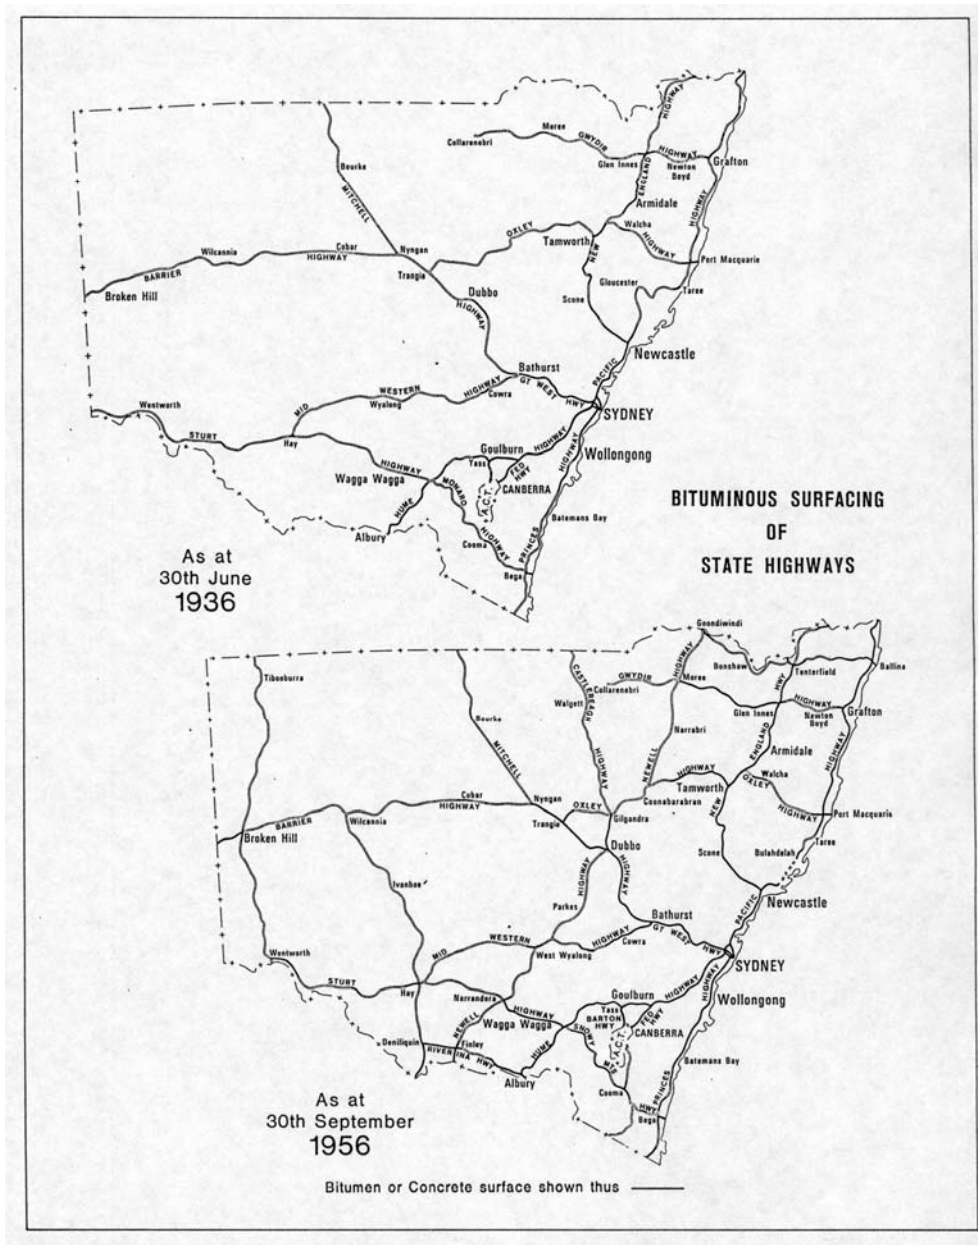 HIGHWAY
Moree
Collarenebri
GWYDIR
HIGHWAY
Glen Innes
Newton
Boyd
Grafton
Bourke
MITCHELL
ENGLAND
Armidale
HIGHWAY
OXLEY
Walcha
Tamworth
HIGHWAY
Port Macquarie
NEW
Cobar
Nyngan
Wilcannia
HIGHWAY
Trangie
BARRIER
Broken Hill
Gloucester
Taree
Scone
Dubbo
HIGHWAY
Newcastle
PACIFIC
Bathurst
GT WEST HWY
SYDNEY
WESTERN
HIGHWAY
MID
Wyalong
Cowra
Wentworth
STURT
Hay
Goulburn
HIGHWAY
HIGHWAY
Wollongong
Yass
FED
HWY
HIGHWAY
Wagga Wagga
MONARO
CANBERRA
A.C.T.
HUME
Albury
HIGHWAY
Cooma
PRINCES
Batemans Bay
Bega
BITUMINOUS SURFACING
OF
STATE HIGHWAYS
As at
30th June
1936
Goondiwindi
HIGHWAY
Bonshaw
Tenterfield
Ballina
Tibooburra
CASTLEREAGH
GWYDIR
Moree
Collarenebri
HWY
Walgett
Glen Innes
HIGHWAY
Newton
Boyd
Grafton
Bourke
MITCHELL
Narrabri
ENGLAND
Armidale
HIGHWAY
HIGHWAY
NEWELL
HIGHWAY
Tamworth
Walcha
OXLEY
HIGHWAY
Port Macquarie
NEW
Cobar
HIGHWAY
Nyngan
OXLEY
Coonabarabran
Gilgandra
Trangie
BARRIER
Wilcannia
Broken Hill
Dubbo
Scone
Bulahdelah
Taree
HIGHWAY
HIGHWAY
Ivanhoe
Parkes
Newcastle
PACIFIC
Bathurst
GT WEST HWY
WESTERN
HIGHWAY
MID
West Wyalong
Cowra
SYDNEY
Wentworth
STURT
Hay
Narrandera
Goulburn
HIGHWAY
HIGHWAY
Wollongong
Yass
BARTON
HWY
FED
HWY
NEWELL
HIGHWAY
Wagga Wagga
SNOWY
MTS
CANBERRA
A.C.T.
Deniliquin
Finley
RIVERINA HWY
HUME
Albury
Batemans Bay
PRINCES
Cooma
HWY
Bega
As at
30th September
1956
Bitumen or Concrete surface shown thus